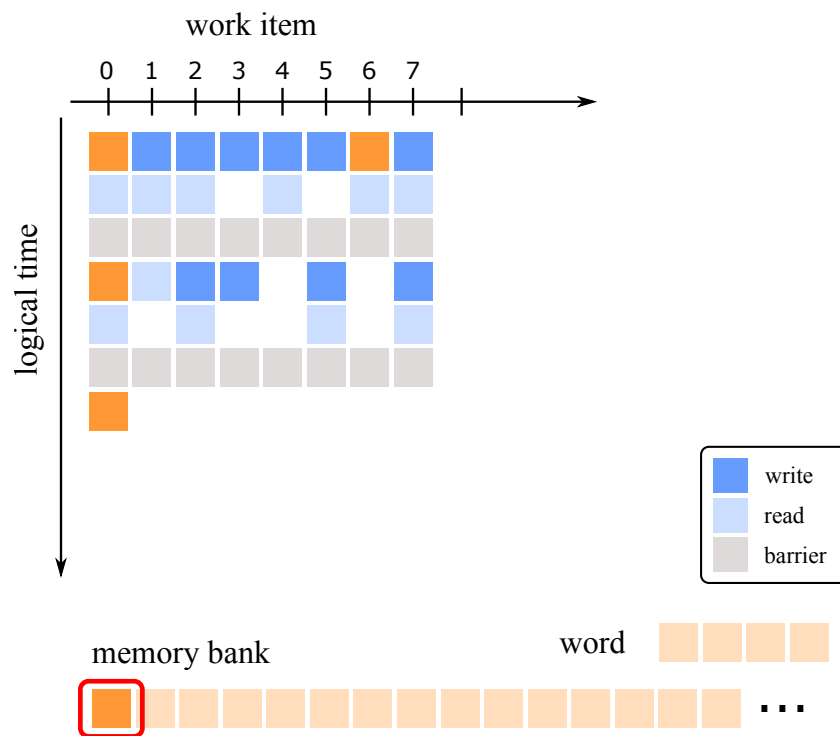 work item
0 1 2 3 4 5 6 7
logical time
write
read
barrier
word
memory bank
...